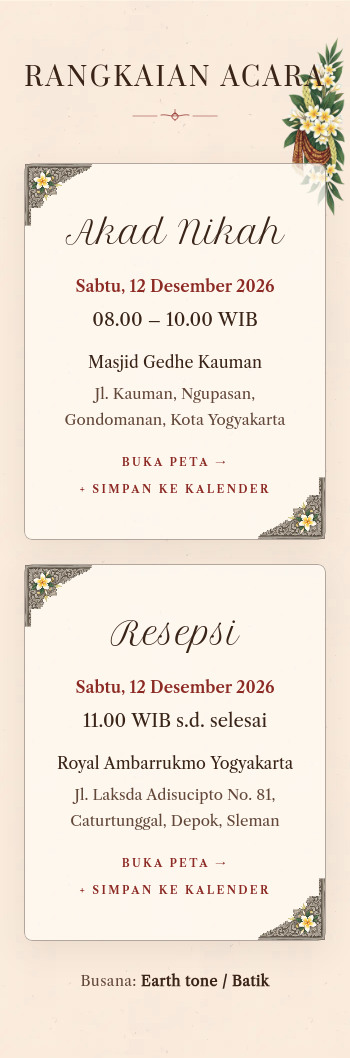 RANGKAIAN ACARA
Akad Nikah
Sabtu, 12 Desember 2026
08.00 – 10.00 WIB
Masjid Gedhe Kauman
Jl. Kauman, Ngupasan,
Gondomanan, Kota Yogyakarta
BUKA PETA →
+ SIMPAN KE KALENDER
Resepsi
Sabtu, 12 Desember 2026
11.00 WIB s.d. selesai
Royal Ambarrukmo Yogyakarta
Jl. Laksda Adisucipto No. 81,
Caturtunggal, Depok, Sleman
BUKA PETA →
+ SIMPAN KE KALENDER
Busana: Earth tone / Batik